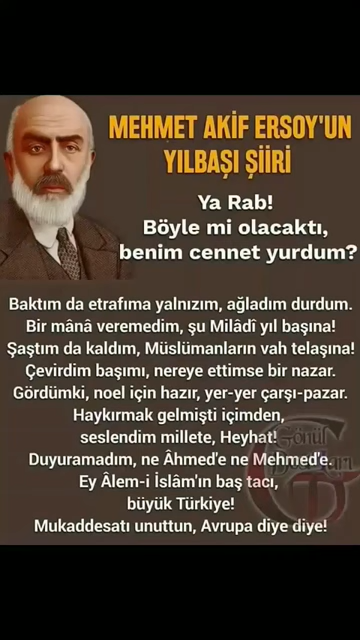 MEHMET AKİF ERSOY'UN
YILBAŞI ŞİİRİ
Ya Rab!
Böyle mi olacaktı,
benim cennet yurdum?
Baktım da etrafıma yalnızım, ağladım durdum.
Bir mânâ veremedim, şu Milâdî yıl başına!
Şaştım da kaldım, Müslümanların vah telaşına!
Çevirdim başımı, nereye ettimse bir nazar.
Gördümki, noel için hazır, yer-yer çarşı-pazar.
Haykırmak gelmişti içimden,
seslendim millete, Heyhat!
Duyuramadım, ne Âhmed'e ne Mehmed'e.
Ey Âlem-i İslâm'ın baş tacı,
büyük Türkiye!
Mukaddesatı unuttun, Avrupa diye diye!
Gönül